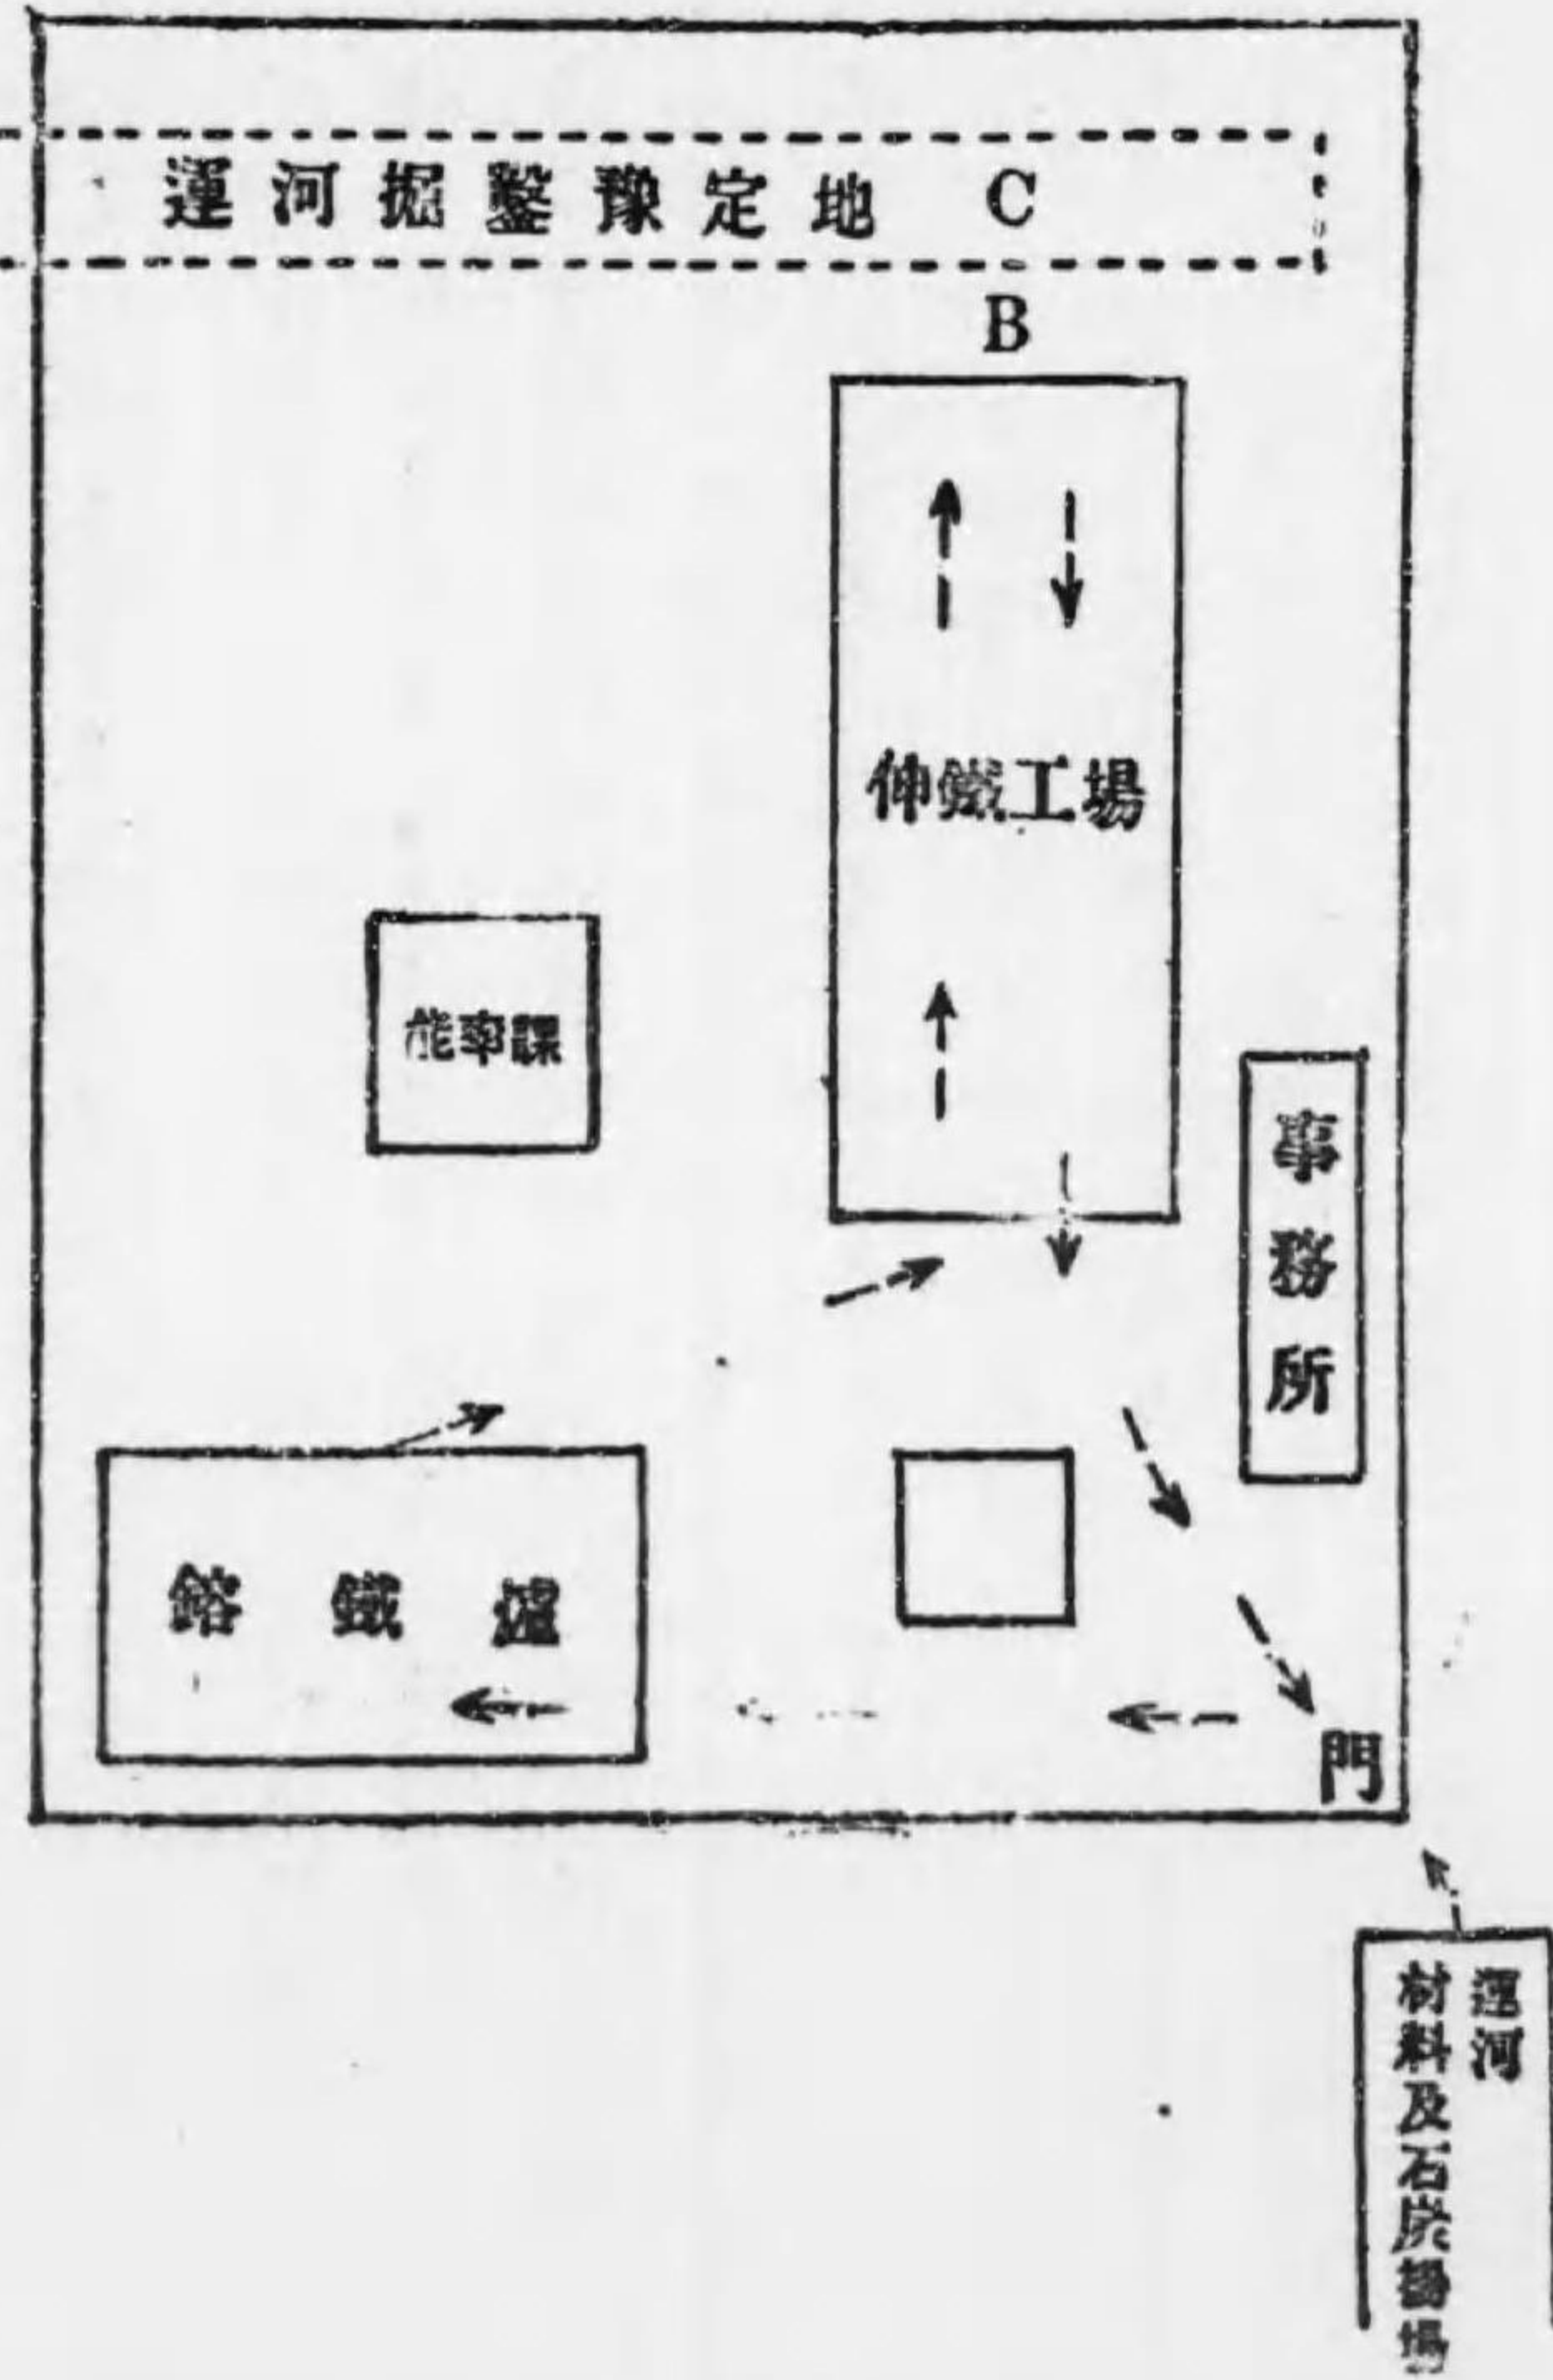 運河掘鑿豫定地 C
B
伸鐵工場
能率課
事務所
鎔鐵爐
門
運河
材料及石炭揚場